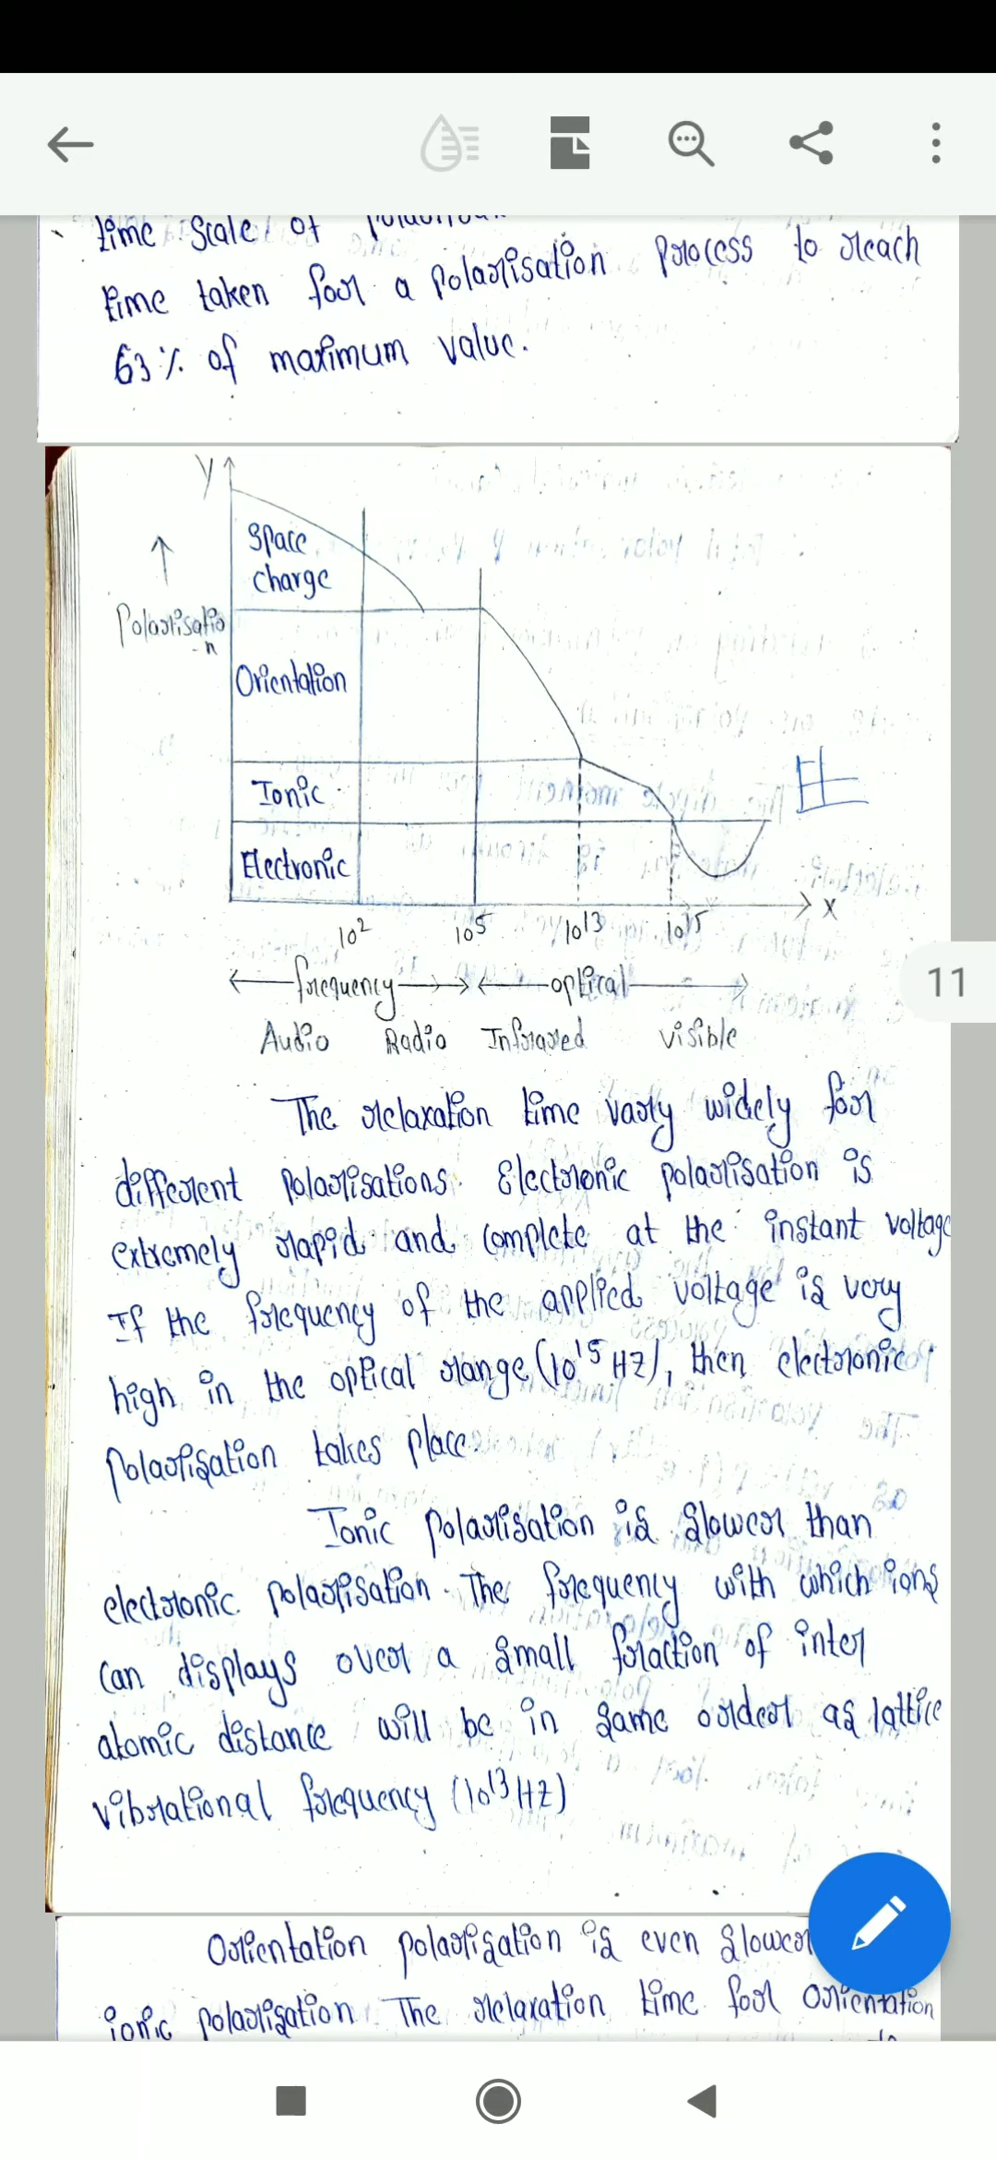 time scale of
time taken for a polarisation process to reach
63% of maximum value.
Y
Space
charge
Polarisatio
-n
Orientation
Ionic
Electronic
X
10² 10⁵ 10¹³ 10¹⁵
frequency optical
11
Audio Radio Infrared visible
The relaxation time vary widely for
different polarisations. Electronic polarisation is
extremely rapid and complete at the instant voltage
If the frequency of the applied voltage is very
high in the optical range (10¹⁵ HZ), then electronic
polarisation takes place.
Ionic polarisation is slower than
electronic polarisation. The frequency with which ions
can displays over a small fraction of inter
atomic distance will be in same order as lattice
vibrational frequency (10¹³ HZ)
Orientation polarisation is even slower
ionic polarisation. The relaxation time for orientation